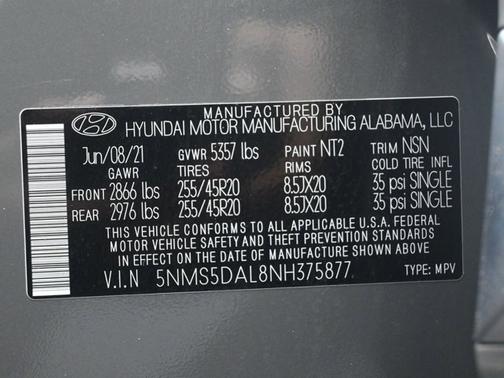 MANUFACTURED BY
HYUNDAI MOTOR MANUFACTURING ALABAMA, LLC
Jun/08/21 GVWR 5357 lbs PAINT NT2 TRIM NSN
GAWR TIRES RIMS COLD TIRE INFL
FRONT 2866 lbs 255/45R20 8.5JX20 35 psi SINGLE
REAR 2976 lbs 255/45R20 8.5JX20 35 psi SINGLE
THIS VEHICLE CONFORMS TO ALL APPLICABLE U.S.A. FEDERAL
MOTOR VEHICLE SAFETY AND THEFT PREVENTION STANDARDS
IN EFFECT ON THE DATE OF MANUFACTURE SHOWN ABOVE.
V.I.N 5NMS5DAL8NH375877 TYPE: MPV